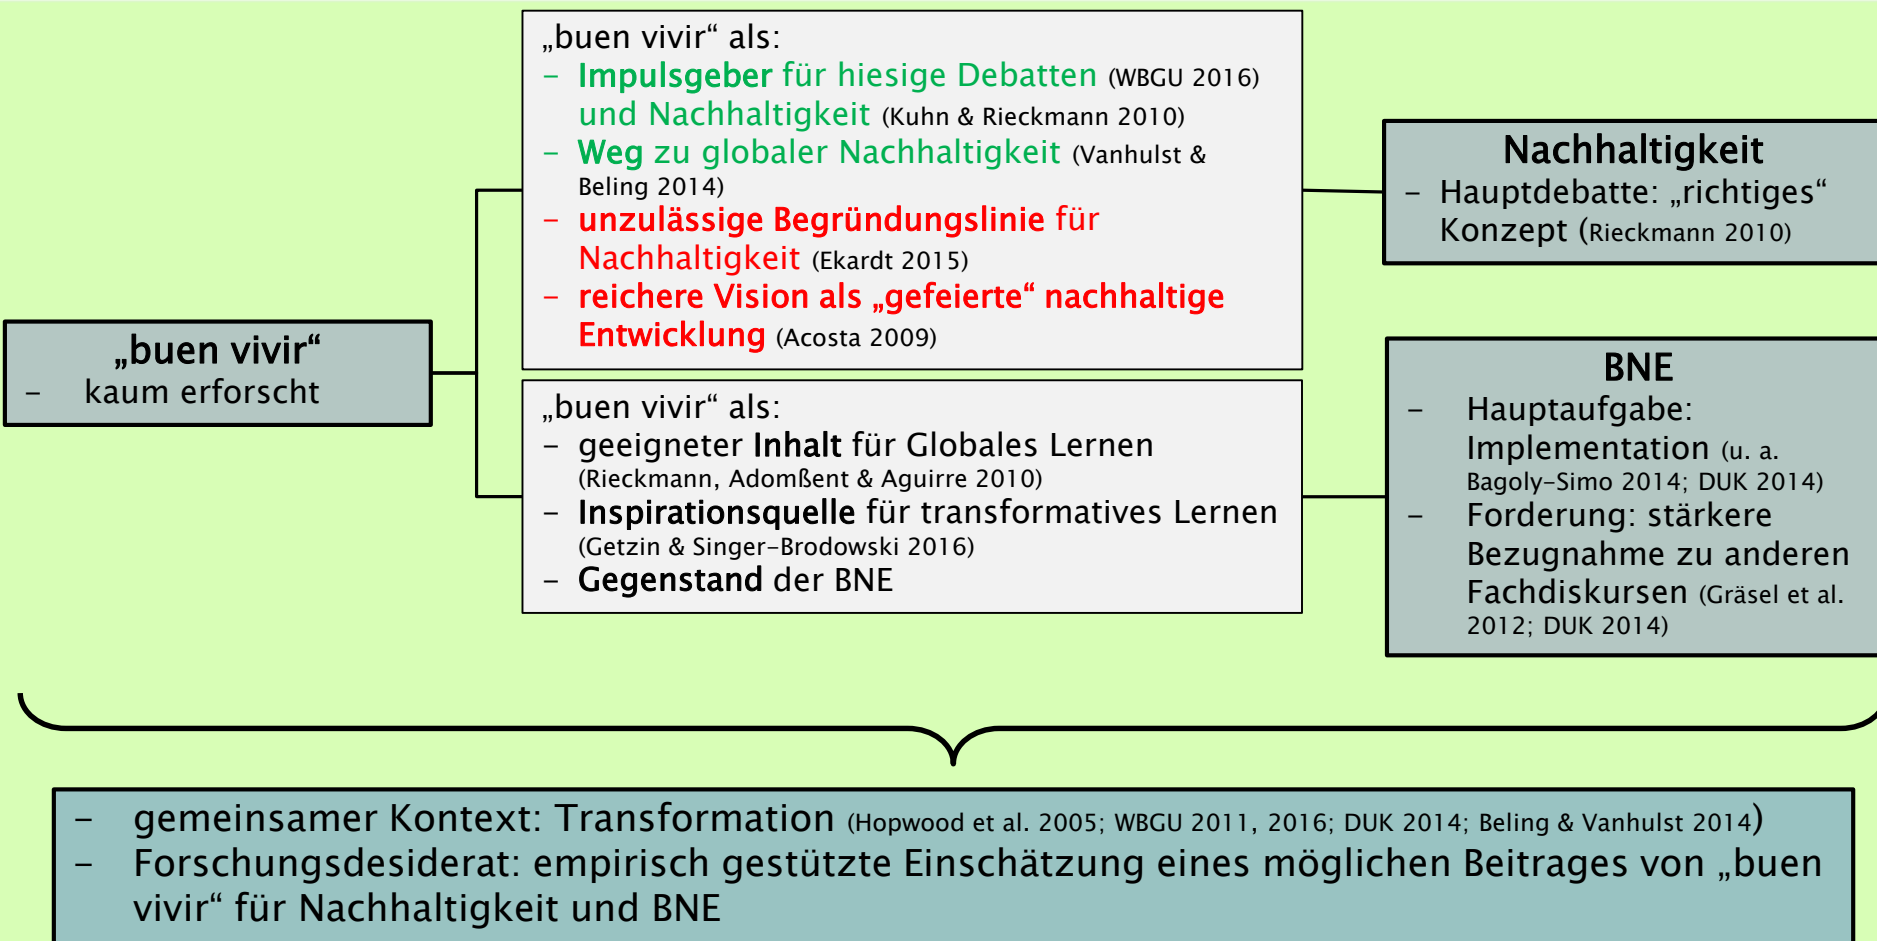 „buen vivir“
– kaum erforscht
„buen vivir“ als:
– Impulsgeber für hiesige Debatten (WBGU 2016)
und Nachhaltigkeit (Kuhn & Rieckmann 2010)
– Weg zu globaler Nachhaltigkeit (Vanhulst &
Beling 2014)
– unzulässige Begründungslinie für
Nachhaltigkeit (Ekardt 2015)
– reichere Vision als „gefeierte“ nachhaltige
Entwicklung (Acosta 2009)
„buen vivir“ als:
– geeigneter Inhalt für Globales Lernen
(Rieckmann, Adomßent & Aguirre 2010)
– Inspirationsquelle für transformatives Lernen
(Getzin & Singer-Brodowski 2016)
– Gegenstand der BNE
Nachhaltigkeit
– Hauptdebatte: „richtiges“
Konzept (Rieckmann 2010)
BNE
– Hauptaufgabe:
Implementation (u. a.
Bagoly-Simo 2014; DUK 2014)
– Forderung: stärkere
Bezugnahme zu anderen
Fachdiskursen (Gräsel et al.
2012; DUK 2014)
– gemeinsamer Kontext: Transformation (Hopwood et al. 2005; WBGU 2011, 2016; DUK 2014; Beling & Vanhulst 2014)
– Forschungsdesiderat: empirisch gestützte Einschätzung eines möglichen Beitrages von „buen
vivir“ für Nachhaltigkeit und BNE